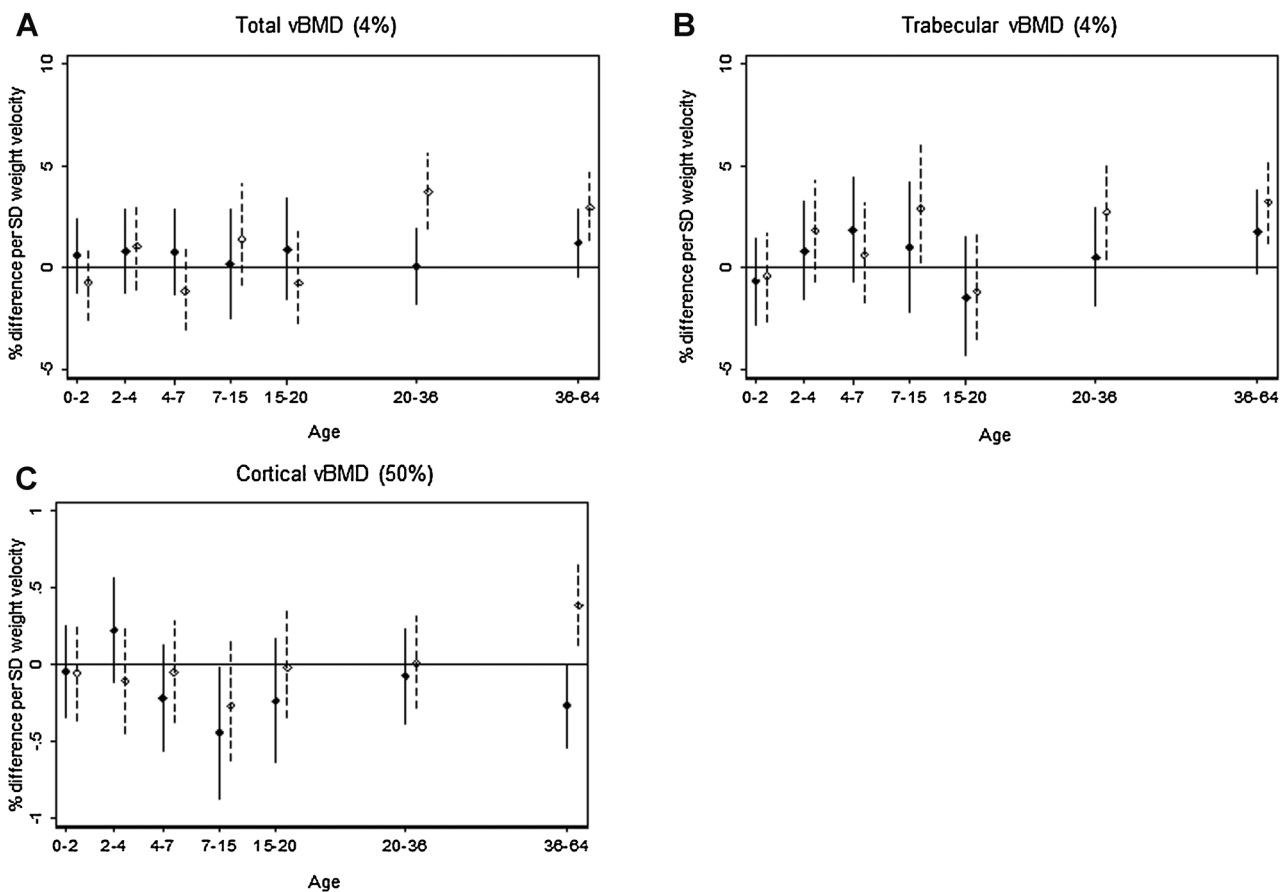 A
Total vBMD (4%)
% difference per SD weight velocity
10
5
0
-5
0-2 2-4 4-7 7-15 15-20 20-36 36-64
Age
B
Trabecular vBMD (4%)
% difference per SD weight velocity
10
5
0
-5
0-2 2-4 4-7 7-15 15-20 20-36 36-64
Age
C
Cortical vBMD (50%)
% difference per SD weight velocity
1
.5
0
-.5
-1
0-2 2-4 4-7 7-15 15-20 20-36 36-64
Age